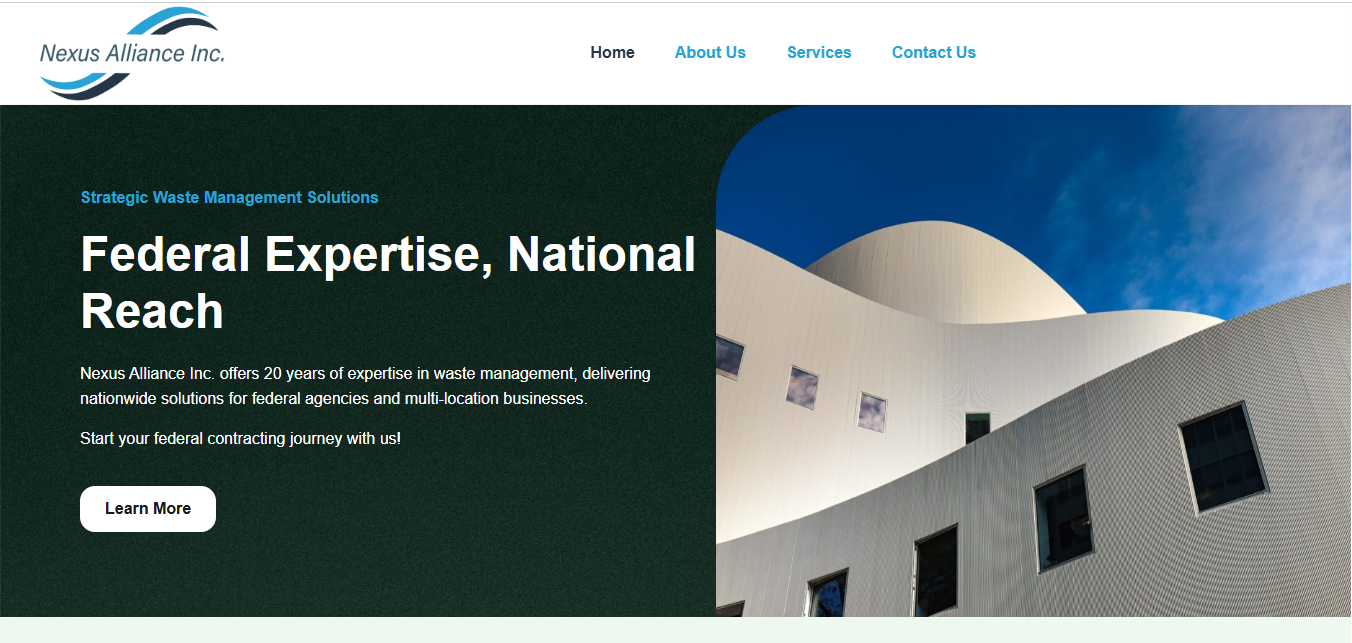 Nexus Alliance Inc.
Home About Us Services Contact Us
Strategic Waste Management Solutions
Federal Expertise, National
Reach
Nexus Alliance Inc. offers 20 years of expertise in waste management, delivering
nationwide solutions for federal agencies and multi-location businesses.
Start your federal contracting journey with us!
Learn More